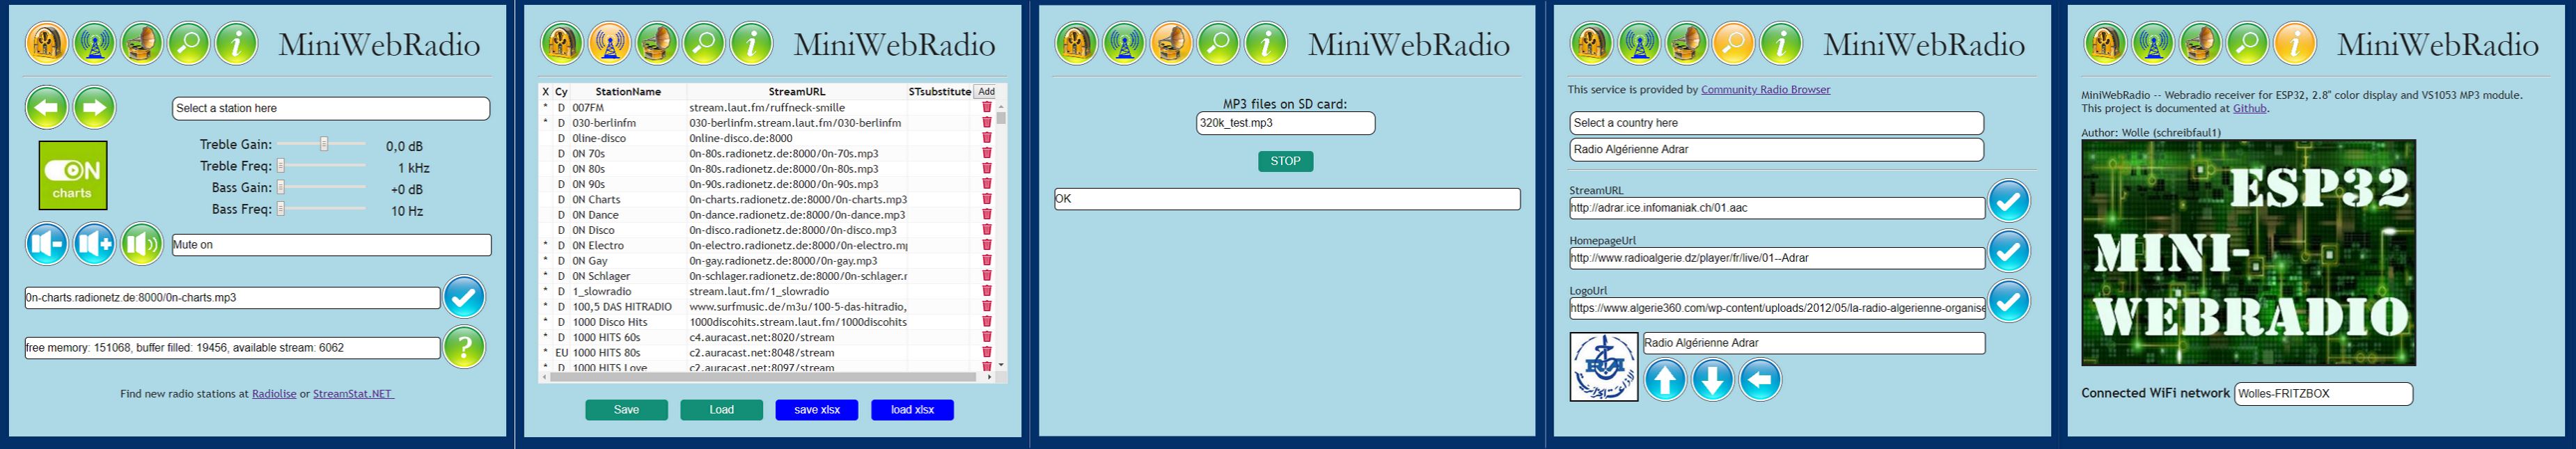 MiniWebRadio
Select a station here
Treble Gain: 0,0 dB
Treble Freq: 1 kHz
Bass Gain: +0 dB
Bass Freq: 10 Hz
ON
charts
Mute on
0n-charts.radionetz.de:8000/0n-charts.mp3
free memory: 151068, buffer filled: 19456, available stream: 6062
Find new radio stations at Radiolise or StreamStat.NET
MiniWebRadio
X Cy StationName StreamURL STsubstitute Add
* D 007FM stream.laut.fm/ruffneck-smille
* D 030-berlinfm 030-berlinfm.stream.laut.fm/030-berlinfm
D 0line-disco 0nline-disco.de:8000
D 0N 70s 0n-80s.radionetz.de:8000/0n-70s.mp3
D 0N 80s 0n-80s.radionetz.de:8000/0n-80s.mp3
D 0N 90s 0n-90s.radionetz.de:8000/0n-90s.mp3
D 0N Charts 0n-charts.radionetz.de:8000/0n-charts.mp3
D 0N Dance 0n-dance.radionetz.de:8000/0n-dance.mp3
D 0N Disco 0n-disco.radionetz.de:8000/0n-disco.mp3
* D 0N Electro 0n-electro.radionetz.de:8000/0n-electro.mp
* D 0N Gay 0n-gay.radionetz.de:8000/0n-gay.mp3
* D 0N Schlager 0n-schlager.radionetz.de:8000/0n-schlager.r
* D 1_slowradio stream.laut.fm/1_slowradio
* D 100,5 DAS HITRADIO www.surfmusic.de/m3u/100-5-das-hitradio,
* D 1000 Disco Hits 1000discohits.stream.laut.fm/1000discohits
* D 1000 HITS 60s c4.auracast.net:8020/stream
* EU 1000 HITS 80s c2.auracast.net:8048/stream
* D 1000 HITS Love c2.auracast.net:8097/stream
Save Load save xlsx load xlsx
MiniWebRadio
MP3 files on SD card:
320k_test.mp3
STOP
OK
MiniWebRadio
This service is provided by Community Radio Browser
Select a country here
Radio Algérienne Adrar
StreamURL
http://adrar.ice.infomaniak.ch/01.aac
HomepageUrl
http://www.radioalgerie.dz/player/fr/live/01--Adrar
LogoUrl
https://www.algerie360.com/wp-content/uploads/2012/05/la-radio-algerienne-organise
Radio Algérienne Adrar
MiniWebRadio
MiniWebRadio -- Webradio receiver for ESP32, 2.8" color display and VS1053 MP3 module.
This project is documented at Github.
Author: Wolle (schreibfaul1)
ESP32
MINI-
WEBRADIO
Connected WiFi network Wolles-FRITZBOX